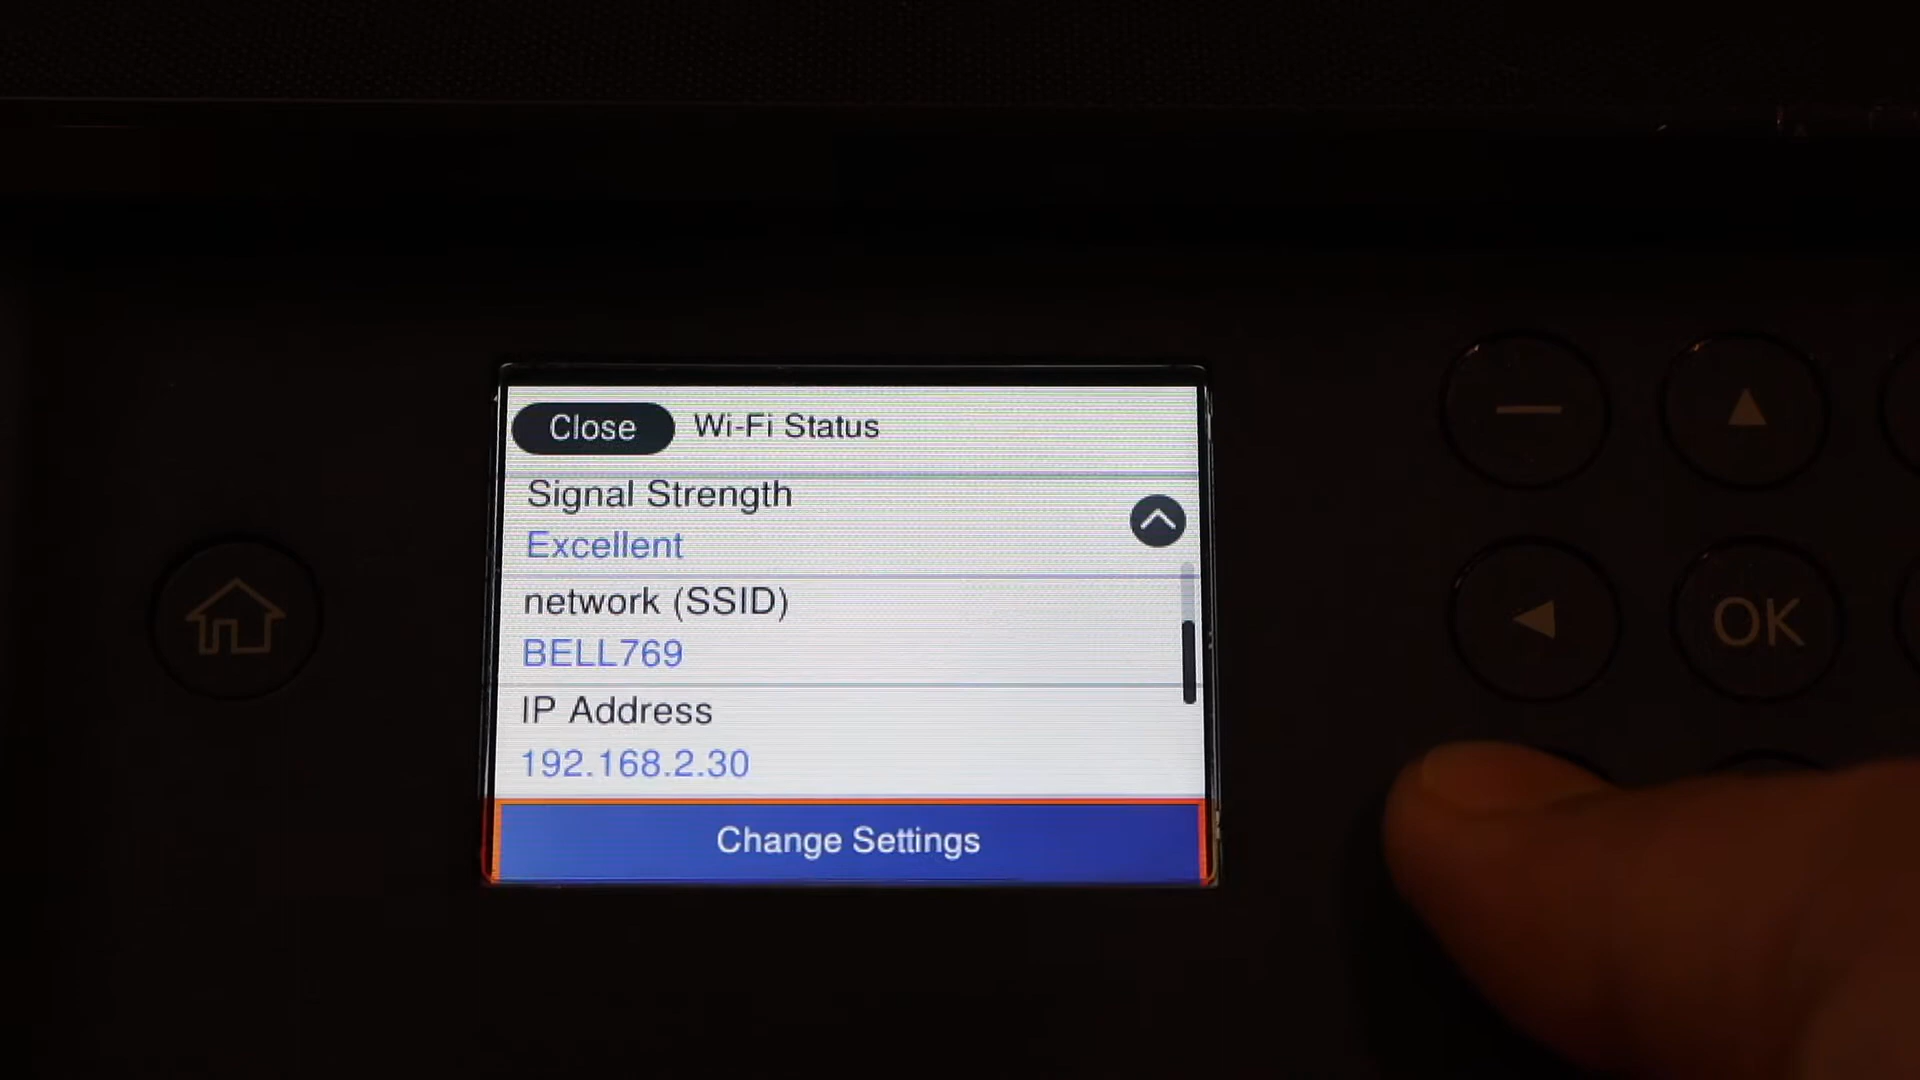 Close Wi-Fi Status
Signal Strength
Excellent
network (SSID)
BELL769
IP Address
192.168.2.30
Change Settings
OK